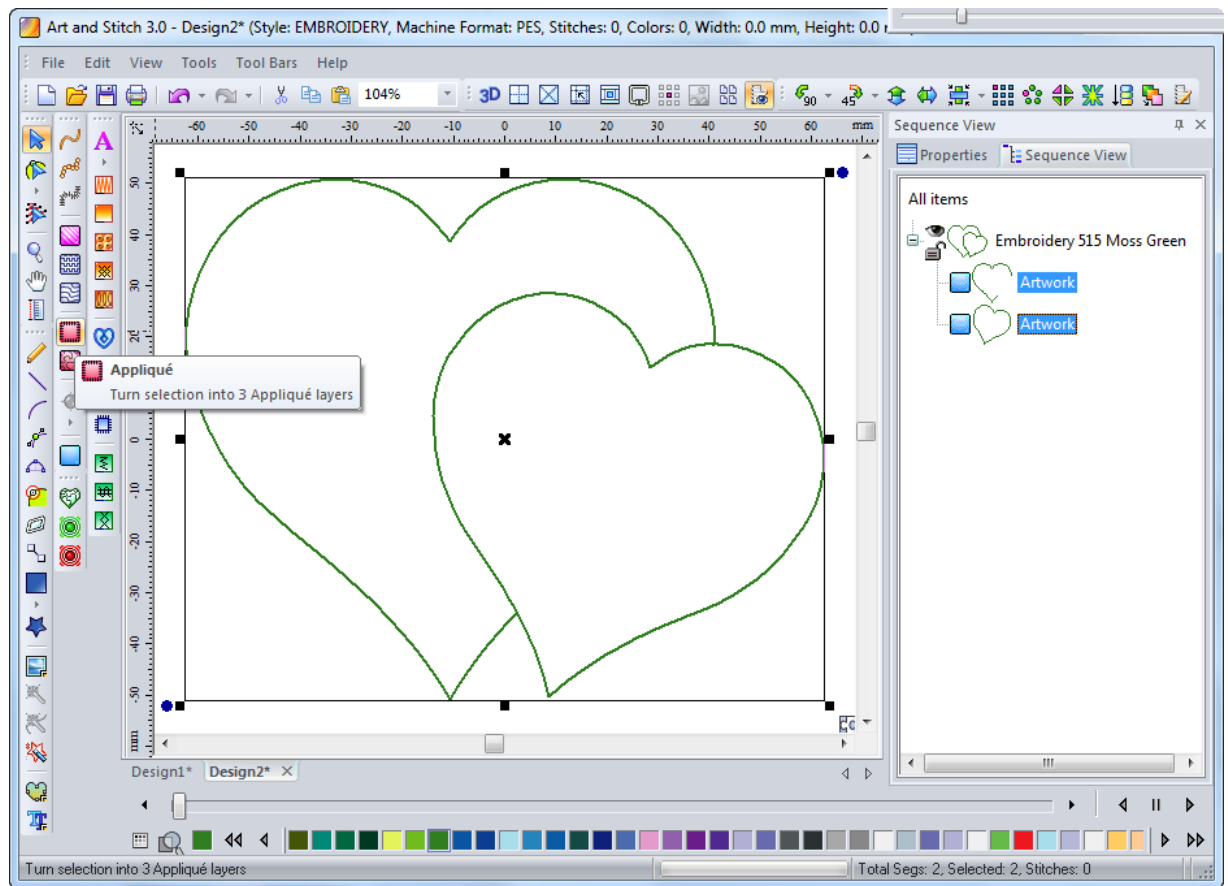 Art and Stitch 3.0 - Design2* (Style: EMBROIDERY, Machine Format: PES, Stitches: 0, Colors: 0, Width: 0.0 mm, Height: 0.0
File Edit View Tools Tool Bars Help
104% 3D 90 45
-60 -50 -40 -30 -20 -10 0 10 20 30 40 50 60 mm
Sequence View
Properties Sequence View
All items
Embroidery 515 Moss Green
Artwork
Artwork
A
50
40
30
20
Appliqué
Turn selection into 3 Appliqué layers
0
-10
-20
-30
-40
-50
mm
Design1* Design2*
Turn selection into 3 Appliqué layers
Total Segs: 2, Selected: 2, Stitches: 0